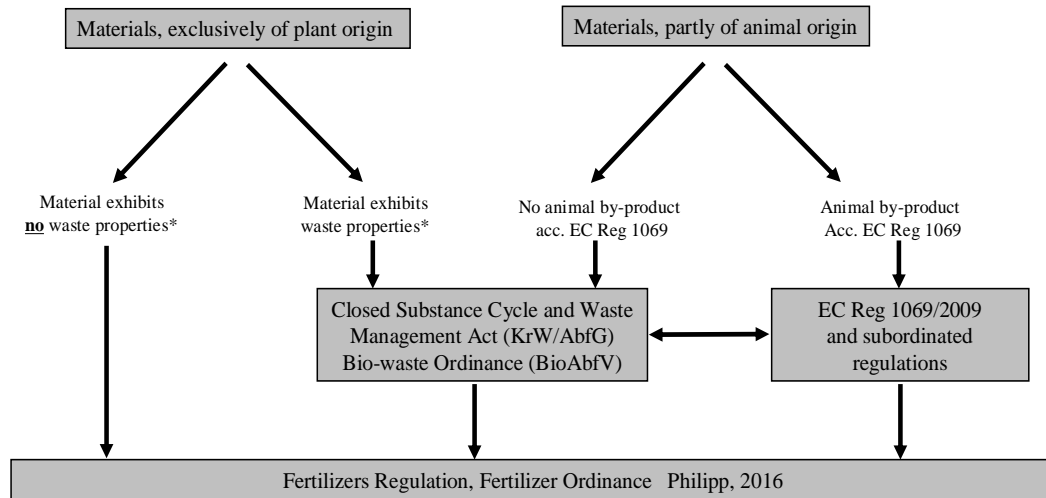 Materials, exclusively of plant origin
Materials, partly of animal origin
Material exhibits
no waste properties*
Material exhibits
waste properties*
No animal by-product
acc. EC Reg 1069
Animal by-product
Acc. EC Reg 1069
Closed Substance Cycle and Waste
Management Act (KrW/AbfG)
Bio-waste Ordinance (BioAbfV)
EC Reg 1069/2009
and subordinated
regulations
Fertilizers Regulation, Fertilizer Ordinance Philipp, 2016